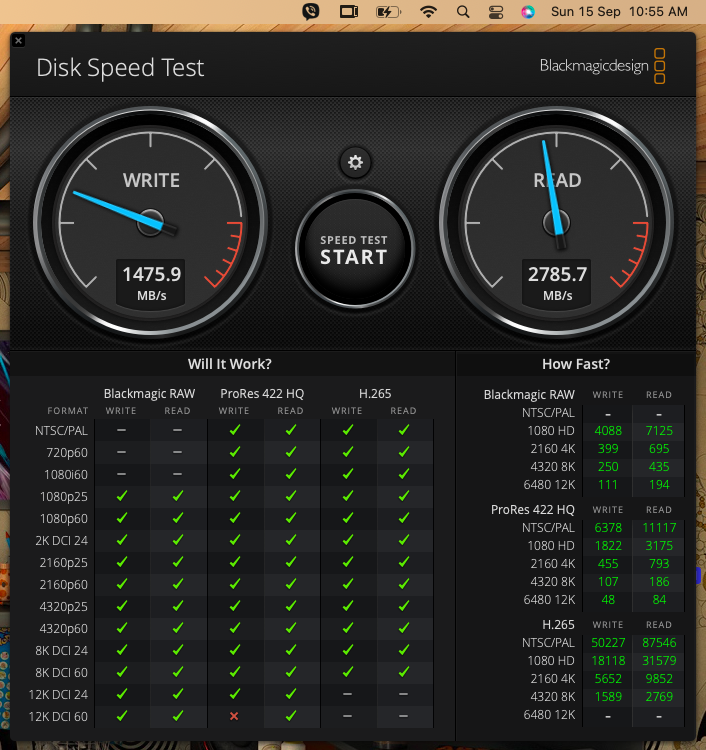 Sun 15 Sep 10:55 AM
Disk Speed Test
Blackmagicdesign
WRITE
1475.9
MB/s
SPEED TEST
START
READ
2785.7
MB/s
Will It Work?
Blackmagic RAW ProRes 422 HQ H.265
FORMAT WRITE READ WRITE READ WRITE READ
NTSC/PAL – – ✓ ✓ ✓ ✓
720p60 – – ✓ ✓ ✓ ✓
1080i60 – – ✓ ✓ ✓ ✓
1080p25 ✓ ✓ ✓ ✓ ✓ ✓
1080p60 ✓ ✓ ✓ ✓ ✓ ✓
2K DCI 24 ✓ ✓ ✓ ✓ ✓ ✓
2160p25 ✓ ✓ ✓ ✓ ✓ ✓
2160p60 ✓ ✓ ✓ ✓ ✓ ✓
4320p25 ✓ ✓ ✓ ✓ ✓ ✓
4320p60 ✓ ✓ ✓ ✓ ✓ ✓
8K DCI 24 ✓ ✓ ✓ ✓ ✓ ✓
8K DCI 60 ✓ ✓ ✓ ✓ ✓ ✓
12K DCI 24 ✓ ✓ ✓ ✓ – –
12K DCI 60 ✓ ✓ × ✓ – –
How Fast?
Blackmagic RAW WRITE READ
NTSC/PAL – –
1080 HD 4088 7125
2160 4K 399 695
4320 8K 250 435
6480 12K 111 194
ProRes 422 HQ WRITE READ
NTSC/PAL 6378 11117
1080 HD 1822 3175
2160 4K 455 793
4320 8K 107 186
6480 12K 48 84
H.265 WRITE READ
NTSC/PAL 50227 87546
1080 HD 18118 31579
2160 4K 5652 9852
4320 8K 1589 2769
6480 12K – –